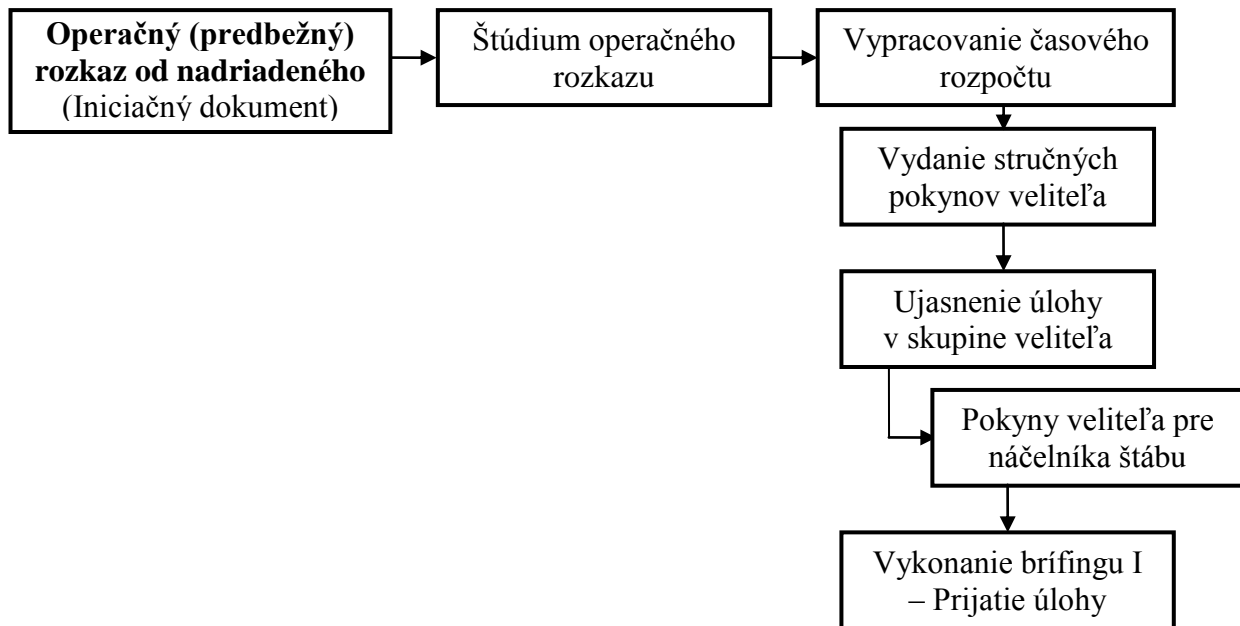 Operačný (predbežný)
rozkaz od nadriadeného
(Iniciačný dokument)
Štúdium operačného
rozkazu
Vypracovanie časového
rozpočtu
Vydanie stručných
pokynov veliteľa
Ujasnenie úlohy
v skupine veliteľa
Pokyny veliteľa pre
náčelníka štábu
Vykonanie brífingu I
– Prijatie úlohy